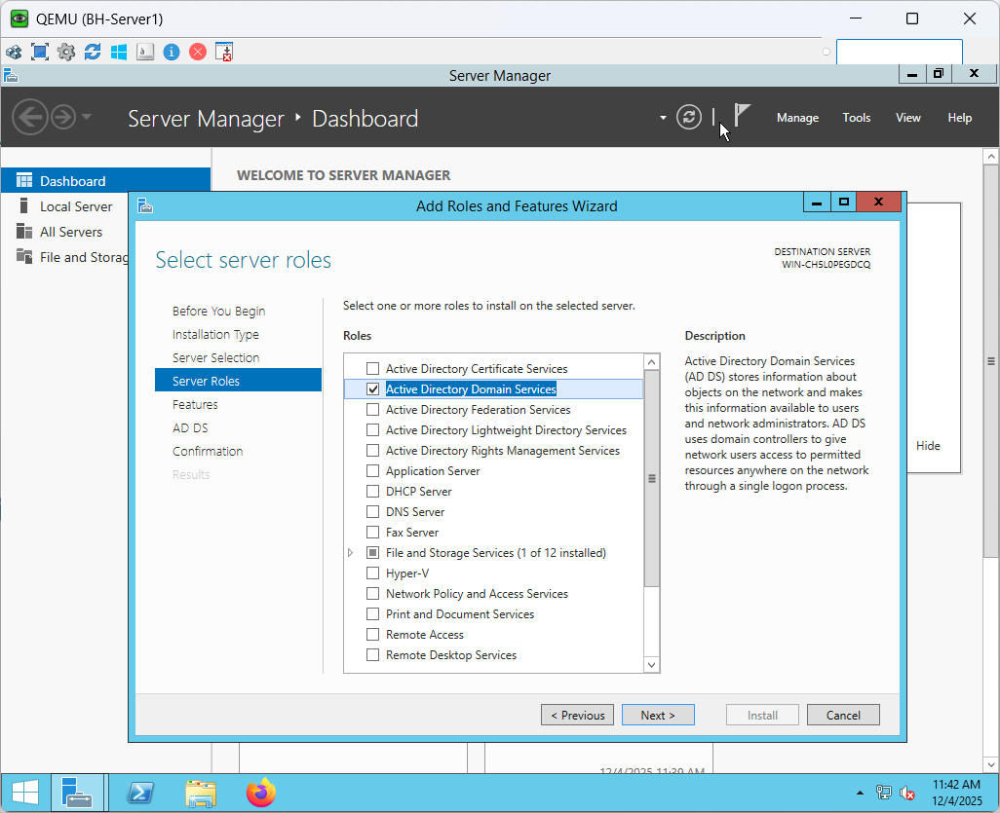 QEMU (BH-Server1)
Server Manager
Server Manager
Dashboard
Manage
Tools
View
Help
Dashboard
Local Server
All Servers
File and Storag
WELCOME TO SERVER MANAGER
Add Roles and Features Wizard
Select server roles
DESTINATION SERVER
WIN-CH5L0PEGDCQ
Before You Begin
Installation Type
Server Selection
Server Roles
Features
AD DS
Confirmation
Results
Select one or more roles to install on the selected server.
Roles
Active Directory Certificate Services
Active Directory Domain Services
Active Directory Federation Services
Active Directory Lightweight Directory Services
Active Directory Rights Management Services
Application Server
DHCP Server
DNS Server
Fax Server
File and Storage Services (1 of 12 installed)
Hyper-V
Network Policy and Access Services
Print and Document Services
Remote Access
Remote Desktop Services
Description
Active Directory Domain Services
(AD DS) stores information about
objects on the network and makes
this information available to users
and network administrators. AD DS
uses domain controllers to give
network users access to permitted
resources anywhere on the network
through a single logon process.
Hide
< Previous
Next >
Install
Cancel
12/4/2025 11:39 AM
11:42 AM
12/4/2025